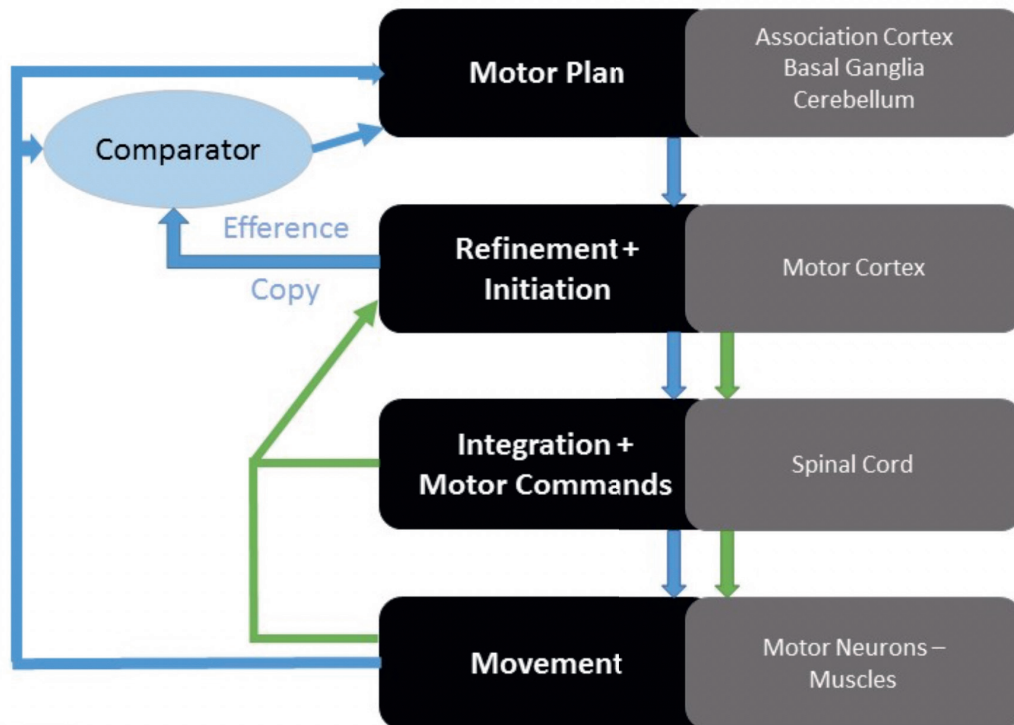 Motor Plan
Association Cortex
Basal Ganglia
Cerebellum
Comparator
Efference
Copy
Refinement +
Initiation
Motor Cortex
Integration +
Motor Commands
Spinal Cord
Movement
Motor Neurons –
Muscles